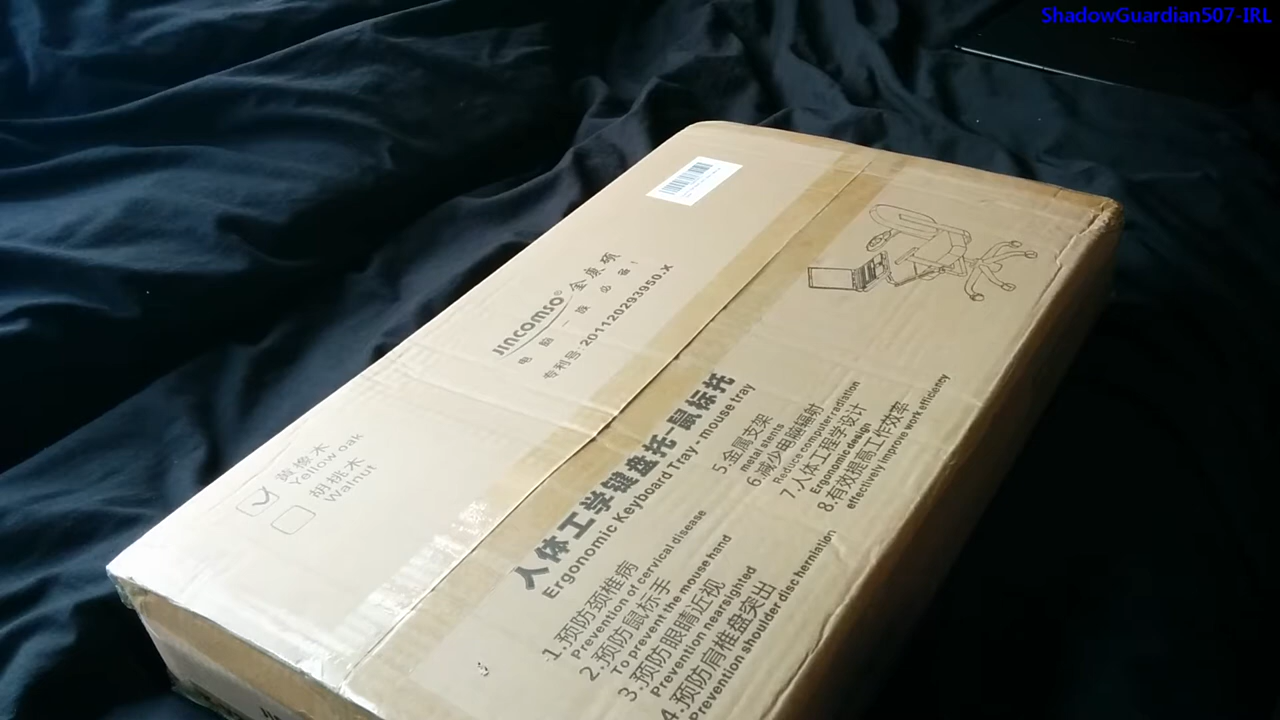 ShadowGuardian507-IRL
JINCOMSO® 金康硕
电脑一族必备!
专利号:201120293950.X
黄橡木
Yellow oak
胡桃木
Walnut
人体工学键盘托-鼠标托
Ergonomic Keyboard Tray - mouse tray
1.预防颈椎病
Prevention of cervical disease
2.预防鼠标手
To prevent the mouse hand
3.预防眼睛近视
Prevention nearsighted
4.预防肩椎盘突出
Prevention shoulder disc herniation
5.金属支架
metal stents
6.减少电脑辐射
Reduce computer radiation
7.人体工程学设计
Ergonomic design
8.有效提高工作效率
effectively improve work efficiency